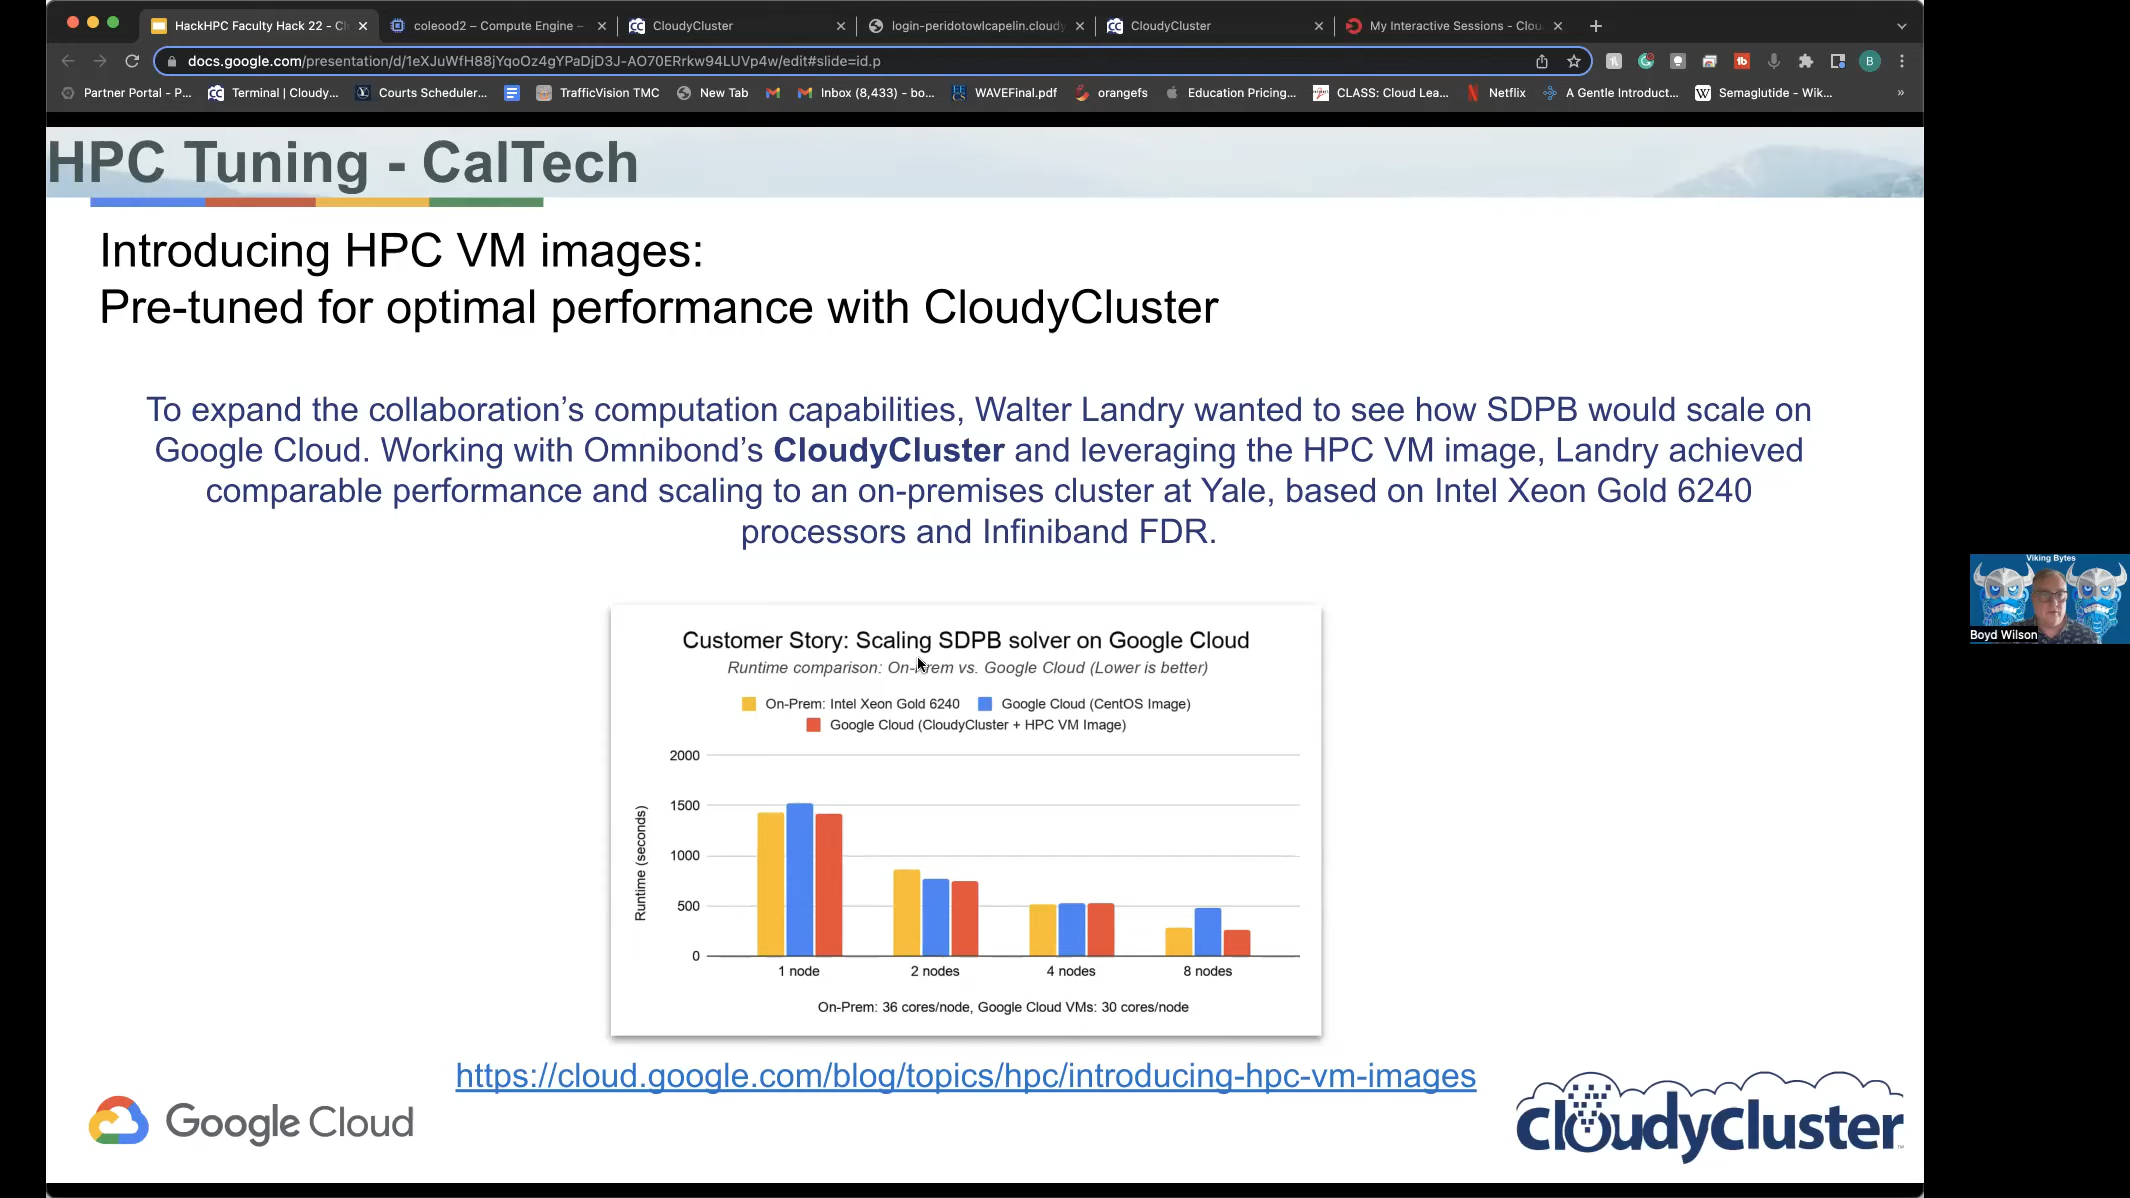 HackHPC Faculty Hack 22 - Cl
coleood2 – Compute Engine –
CloudyCluster
login-peridotowlcapelin.cloudy
CloudyCluster
My Interactive Sessions - Clou
docs.google.com/presentation/d/1eXJuWfH88jYqoOz4gYPaDjD3J-AO70ERrkw94LUVp4w/edit#slide=id.p
B
Partner Portal - P...
Terminal | Cloudy...
Courts Scheduler...
TrafficVision TMC
New Tab
Inbox (8,433) - bo...
WAVEFinal.pdf
orangefs
Education Pricing...
CLASS: Cloud Lea...
Netflix
A Gentle Introduct...
Semaglutide - Wik...
»
HPC Tuning - CalTech
Introducing HPC VM images:
Pre-tuned for optimal performance with CloudyCluster
To expand the collaboration’s computation capabilities, Walter Landry wanted to see how SDPB would scale on
Google Cloud. Working with Omnibond’s CloudyCluster and leveraging the HPC VM image, Landry achieved
comparable performance and scaling to an on-premises cluster at Yale, based on Intel Xeon Gold 6240
processors and Infiniband FDR.
Viking Bytes
Boyd Wilson
Customer Story: Scaling SDPB solver on Google Cloud
Runtime comparison: On-Prem vs. Google Cloud (Lower is better)
On-Prem: Intel Xeon Gold 6240
Google Cloud (CentOS Image)
Google Cloud (CloudyCluster + HPC VM Image)
2000
1500
1000
500
0
Runtime (seconds)
1 node
2 nodes
4 nodes
8 nodes
On-Prem: 36 cores/node, Google Cloud VMs: 30 cores/node
https://cloud.google.com/blog/topics/hpc/introducing-hpc-vm-images
Google Cloud
cloudycluster